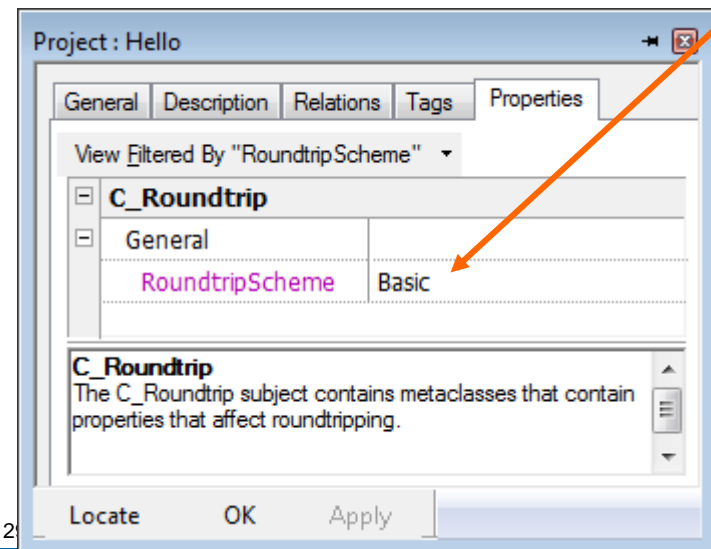 Project : Hello
General Description Relations Tags Properties
View Filtered By "RoundtripScheme"
C_Roundtrip
General
RoundtripScheme Basic
C_Roundtrip
The C_Roundtrip subject contains metaclasses that contain
properties that affect roundtripping.
Locate OK Apply